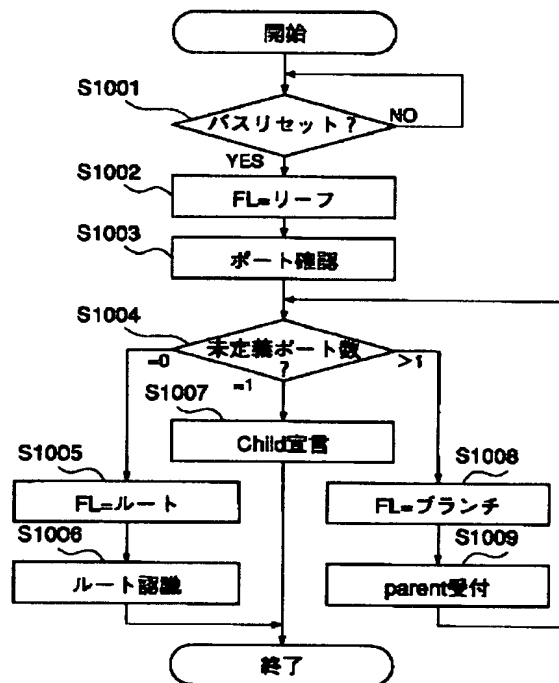 開始
S1001
バスリセット?
NO
YES
S1002
FL=リーフ
S1003
ポート確認
S1004
未定義ポート数
?
=0
=1
>1
S1007
Child宣言
S1005
FL=ルート
S1008
FL=ブランチ
S1006
ルート認識
S1009
parent受付
終了